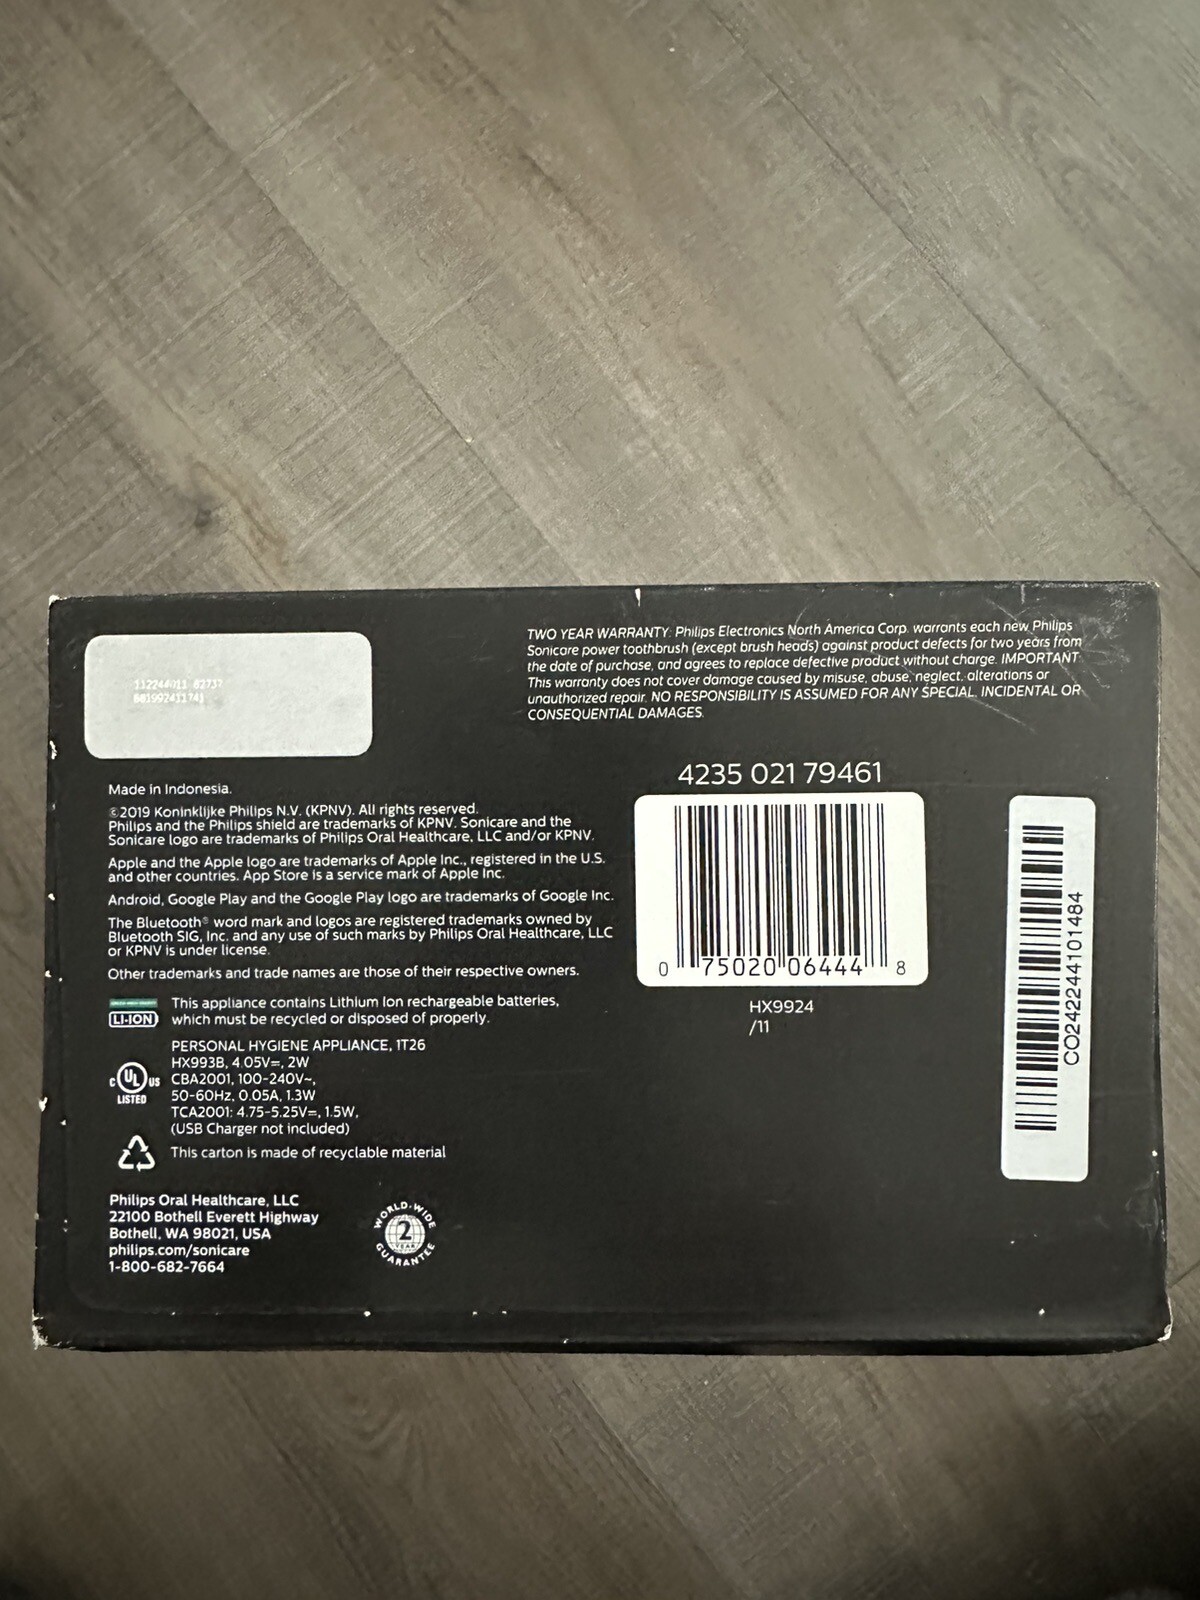 112244011 82737
881992411741
TWO YEAR WARRANTY: Philips Electronics North America Corp. warrants each new Philips
Sonicare power toothbrush (except brush heads) against product defects for two years from
the date of purchase, and agrees to replace defective product without charge. IMPORTANT:
This warranty does not cover damage caused by misuse, abuse, neglect, alterations or
unauthorized repair. NO RESPONSIBILITY IS ASSUMED FOR ANY SPECIAL, INCIDENTAL OR
CONSEQUENTIAL DAMAGES.
Made in Indonesia.
©2019 Koninklijke Philips N.V. (KPNV). All rights reserved.
Philips and the Philips shield are trademarks of KPNV. Sonicare and the
Sonicare logo are trademarks of Philips Oral Healthcare, LLC and/or KPNV.
Apple and the Apple logo are trademarks of Apple Inc., registered in the U.S.
and other countries. App Store is a service mark of Apple Inc.
Android, Google Play and the Google Play logo are trademarks of Google Inc.
The Bluetooth® word mark and logos are registered trademarks owned by
Bluetooth SIG, Inc. and any use of such marks by Philips Oral Healthcare, LLC
or KPNV is under license.
Other trademarks and trade names are those of their respective owners.
LI-ION
This appliance contains Lithium Ion rechargeable batteries,
which must be recycled or disposed of properly.
C UL US
LISTED
PERSONAL HYGIENE APPLIANCE, 1T26
HX993B, 4.05V⎓, 2W
CBA2001, 100-240V~,
50-60Hz, 0.05A, 1.3W
TCA2001: 4.75-5.25V⎓, 1.5W,
(USB Charger not included)
This carton is made of recyclable material
Philips Oral Healthcare, LLC
22100 Bothell Everett Highway
Bothell, WA 98021, USA
philips.com/sonicare
1-800-682-7664
WORLD-WIDE
2
YEAR
GUARANTEE
4235 021 79461
0 75020 06444 8
HX9924
/11
CO242244101484